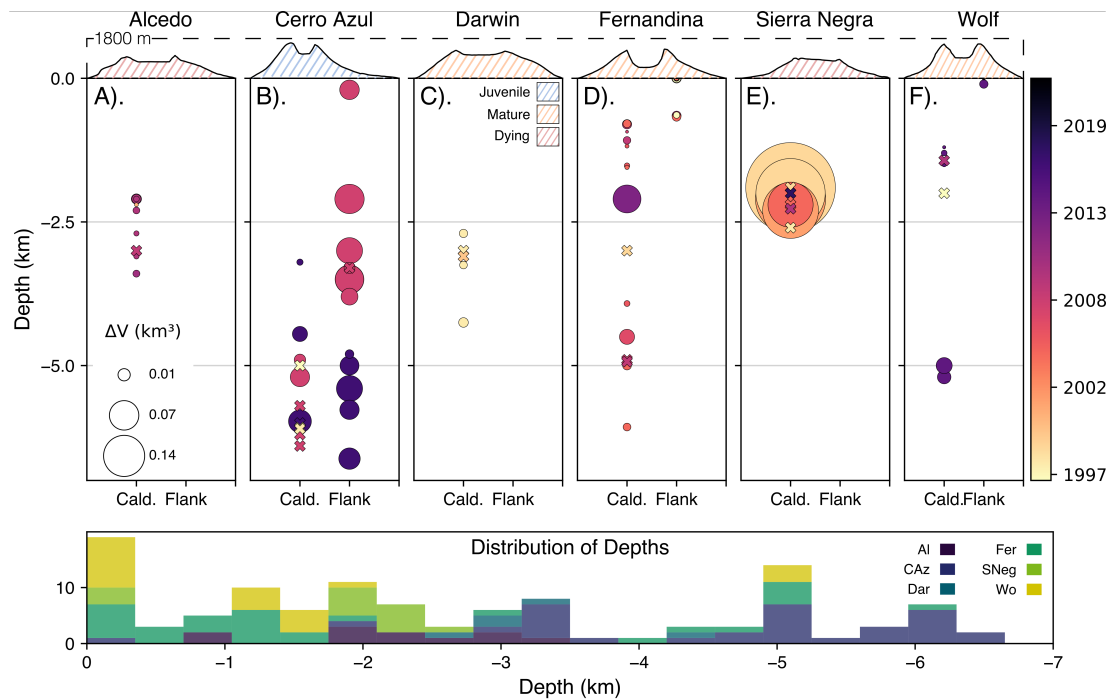 Alcedo Cerro Azul Darwin Fernandina Sierra Negra Wolf
1800 m
0.0
A). B). C). D). E). F).
Juvenile
Mature
Dying
−2.5
−5.0
Depth (km)
ΔV (km³)
0.01
0.07
0.14
2019
2013
2008
2002
1997
Cald. Flank Cald. Flank Cald. Flank Cald. Flank Cald. Flank Cald. Flank
Distribution of Depths
Al Fer
CAz SNeg
Dar Wo
10
0
0 −1 −2 −3 −4 −5 −6 −7
Depth (km)